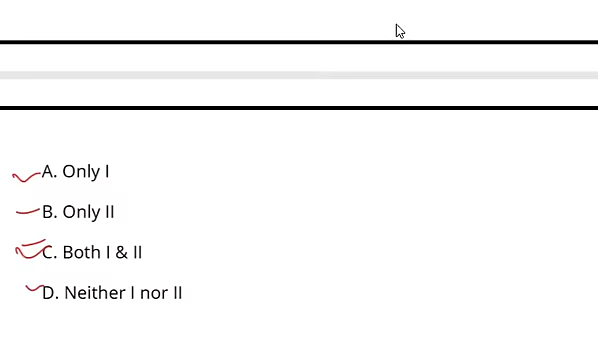 A. Only I
B. Only II
C. Both I & II
D. Neither I nor II